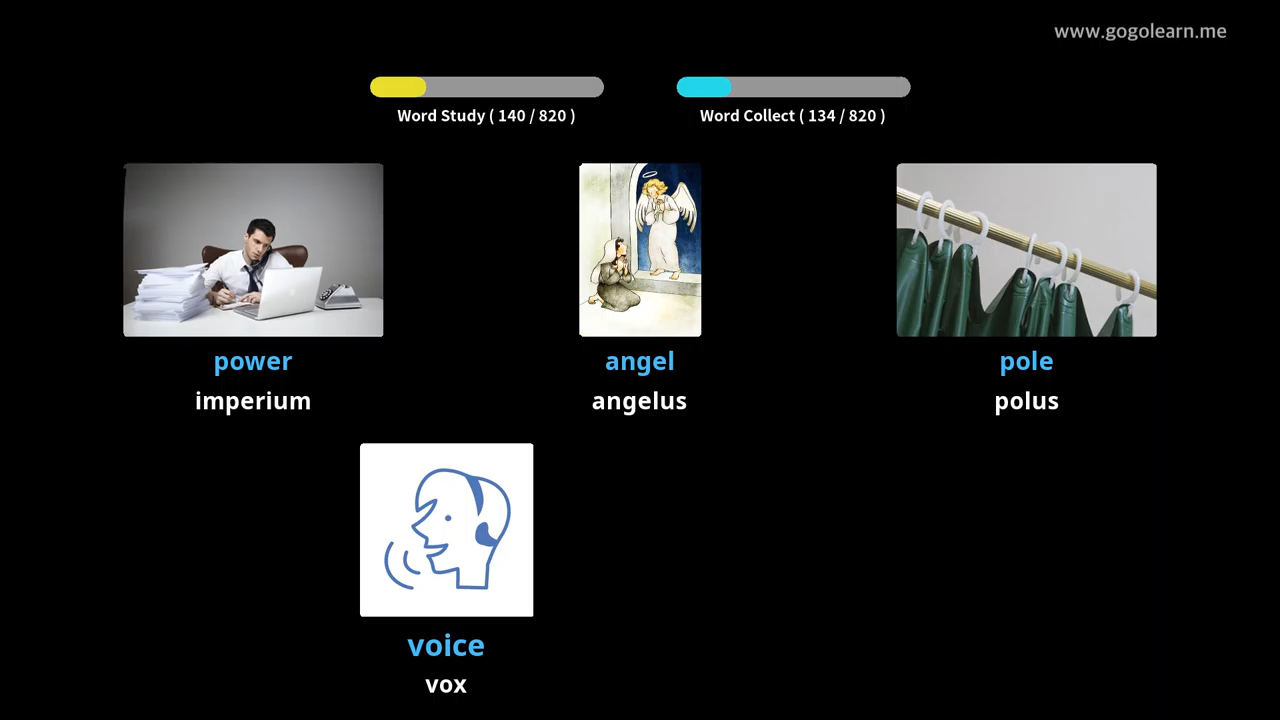 www.gogolearn.me
Word Study ( 140 / 820 )
Word Collect ( 134 / 820 )
power
imperium
angel
angelus
pole
polus
voice
vox